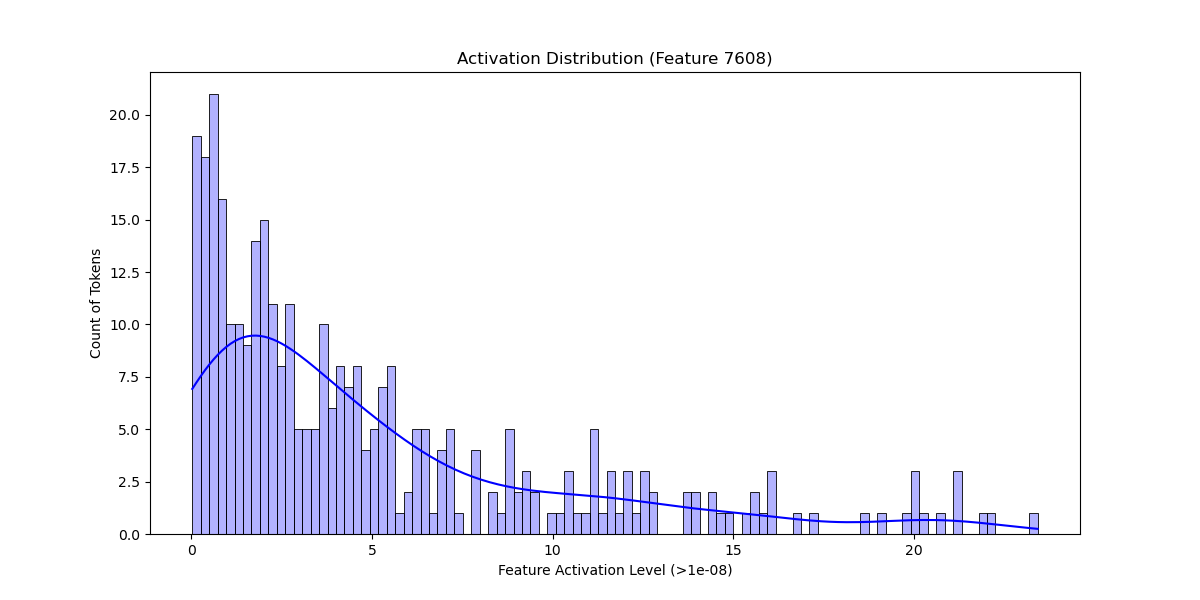 Activation Distribution (Feature 7608)
Count of Tokens
20.0
17.5
15.0
12.5
10.0
7.5
5.0
2.5
0.0
0 5 10 15 20
Feature Activation Level (>1e-08)